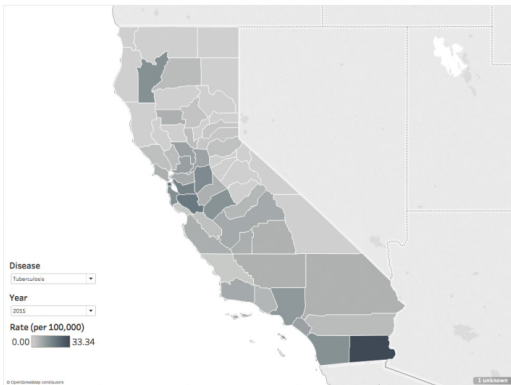 Disease
Tuberculosis
Year
2015
Rate (per 100,000)
0.00 33.34
© OpenStreetMap contributors
1 unknown